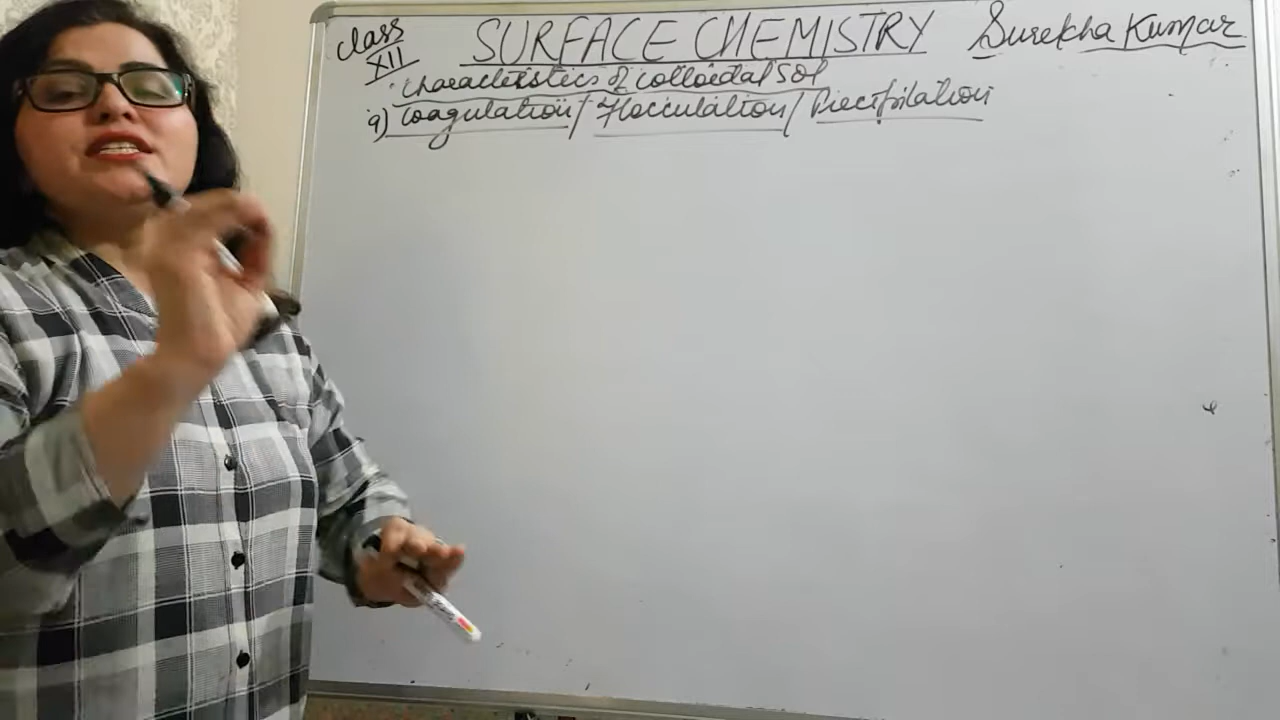 Class SURFACE CHEMISTRY Surekha Kumar
XII
. Characteristics of colloidal sol
9) Coagulation/ Flocculation/ Precipitation